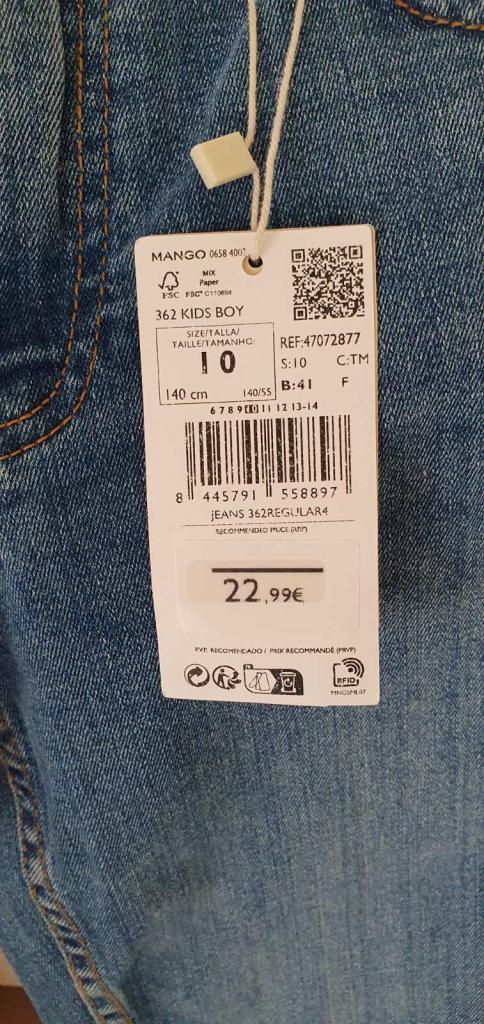 MANGO 0658 400
MIX
Paper
FSC FSC® C110694
362 KIDS BOY
SIZE/TALLA/
TAILLE/TAMANHO:
10
140 cm 140/55
REF:47072877
S:10 C:TM
B:41 F
6 7 8 9 10 11 12 13-14
8 445791 558897
JEANS 362REGULAR4
RECOMMENDED PRICE (RRP)
22,99€
P.V.P. RECOMENDADO / PRIX RECOMMANDÉ (PRVP)
RFID
MNGSML07